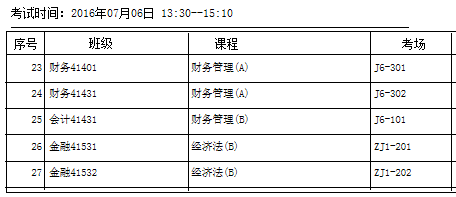 考试时间：2016年07月06日 13:30--15:10
序号 班级 课程 考场
23 财务41401 财务管理(A) J6-301
24 财务41431 财务管理(A) J6-302
25 会计41431 财务管理(B) J6-101
26 金融41531 经济法(B) ZJ1-201
27 金融41532 经济法(B) ZJ1-202